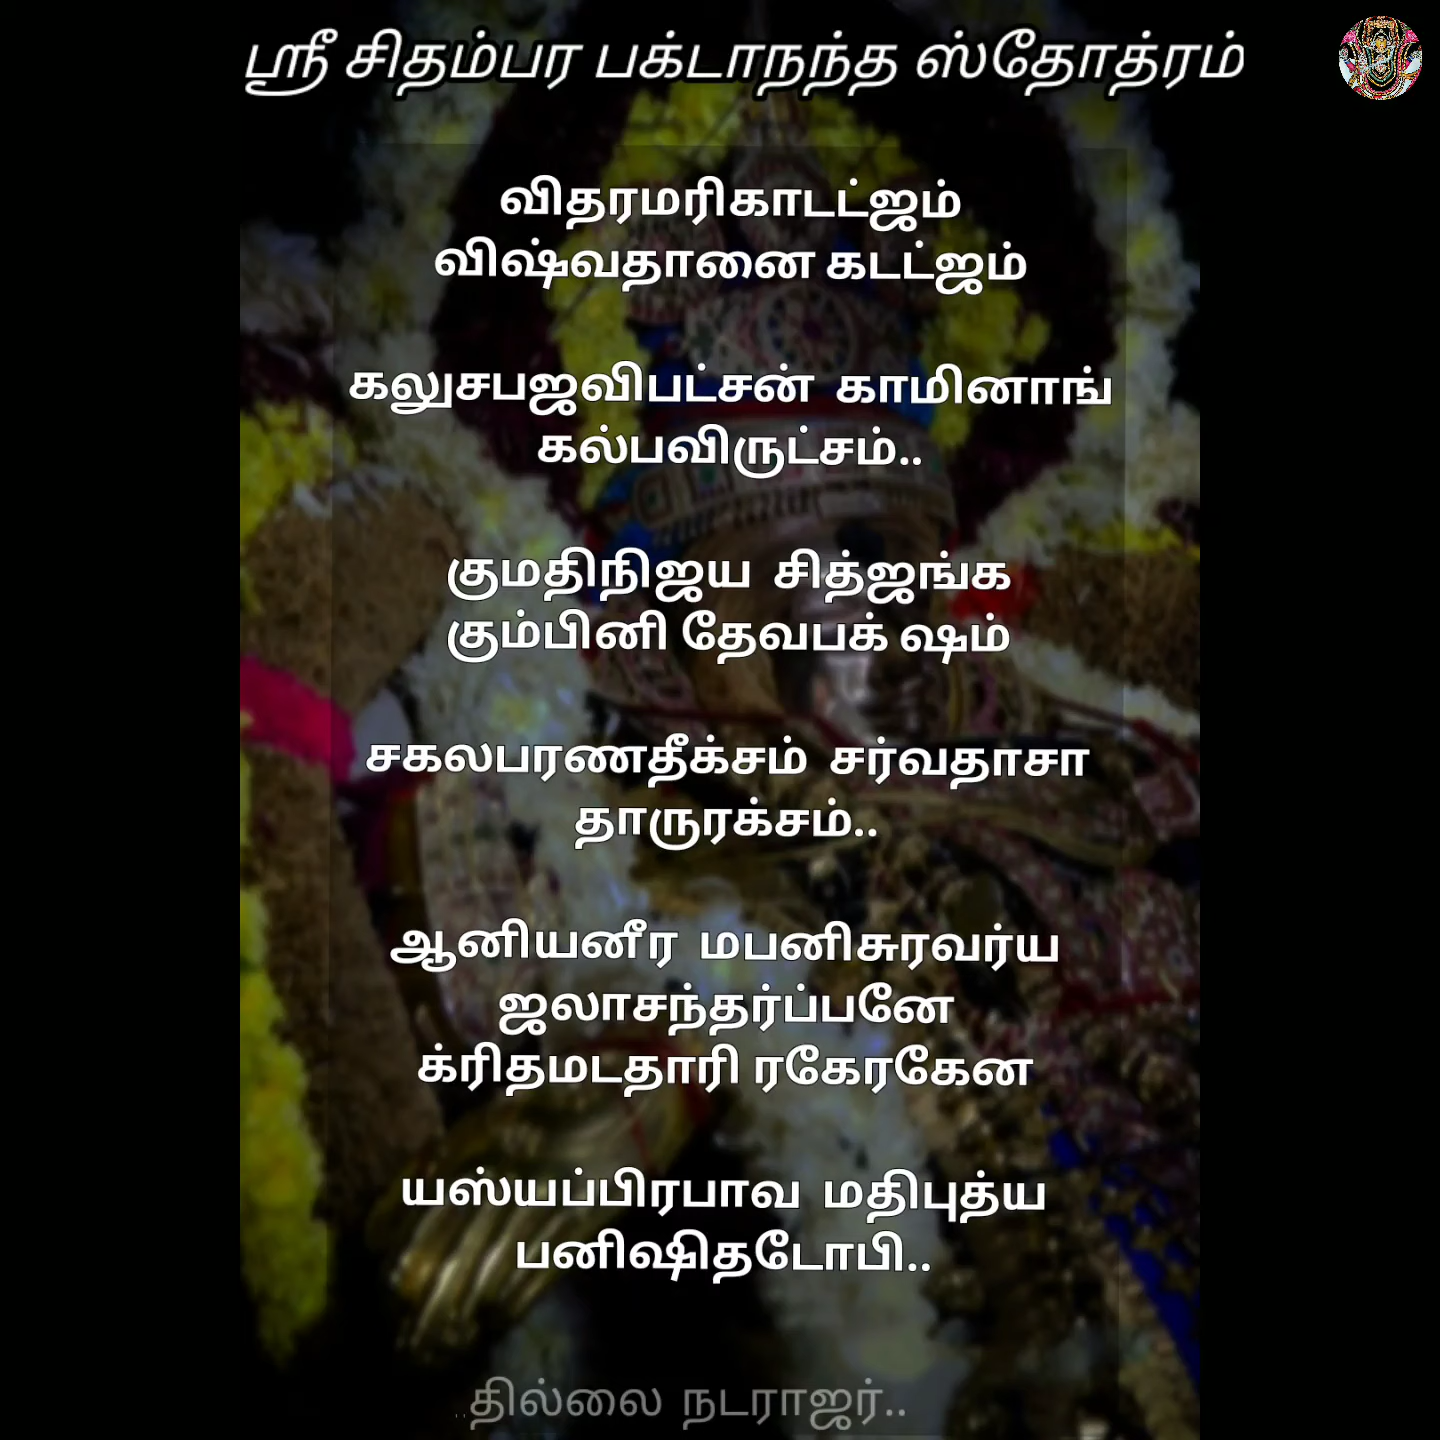 ஸ்ரீ சிதம்பர பக்டாநந்த ஸ்தோத்ரம்
விதரமரிகாடட்ஜம்
விஷ்வதானை கடட்ஜம்
கலுசபஜவிபட்சன் காமினாங்
கல்பவிருட்சம்..
குமதிநிஜய சித்ஜங்க
கும்பினி தேவபக் ஷம்
சகலபரணதீக்சம் சர்வதாசா
தாருரக்சம்..
ஆனியனீர மபனிசுரவர்ய
ஜலாசந்தர்ப்பனே
க்ரிதமடதாரி ரகேரகேன
யஸ்யப்பிரபாவ மதிபுத்ய
பனிஷிதடோபி..
..தில்லை நடராஜர்..